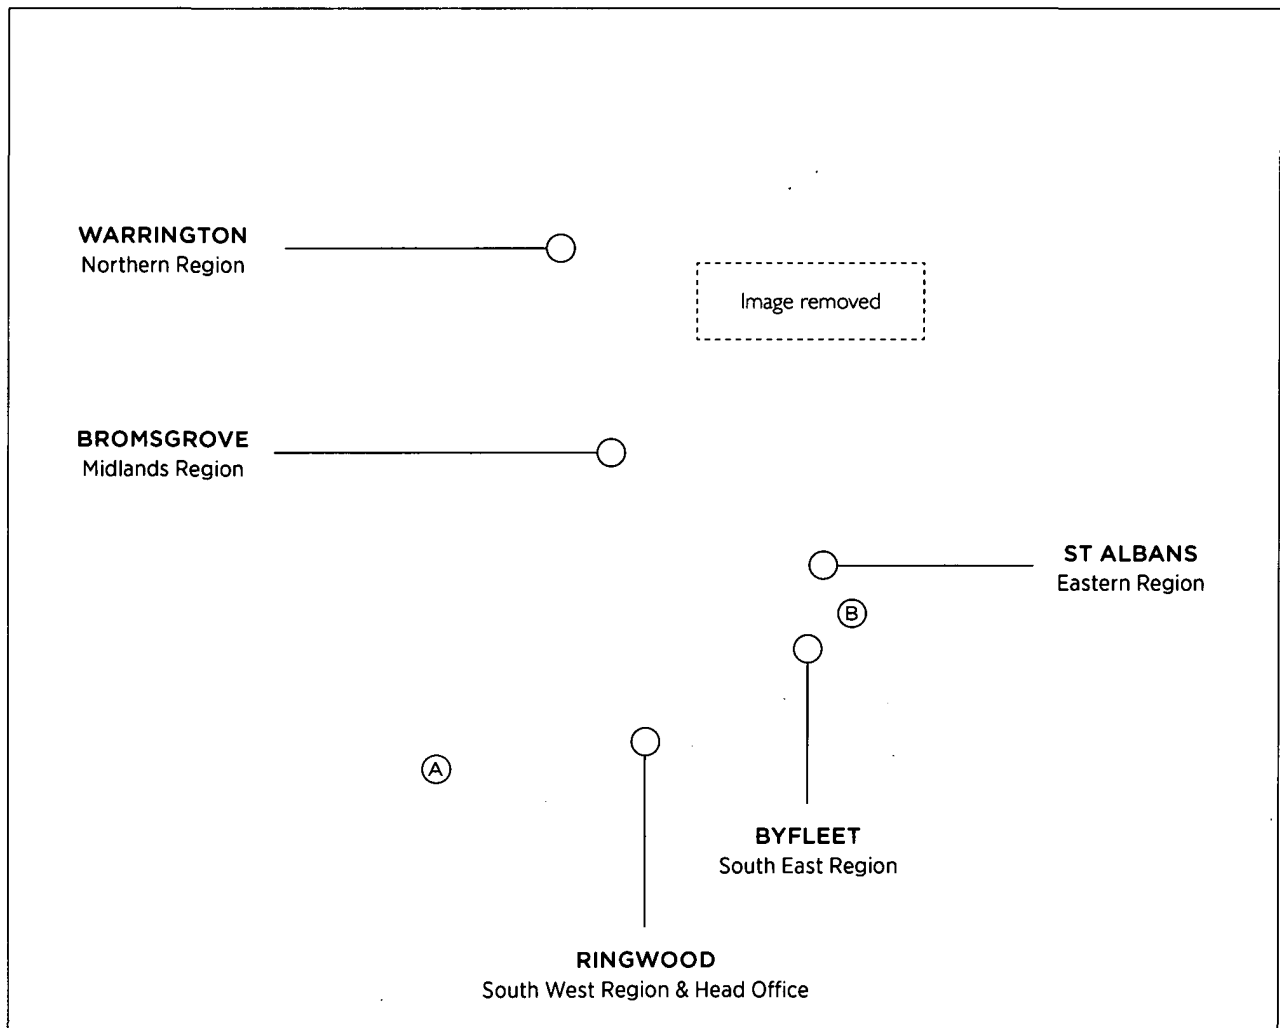 WARRINGTON
Northern Region
Image removed
BROMSGROVE
Midlands Region
ST ALBANS
Eastern Region
B
A
BYFLEET
South East Region
RINGWOOD
South West Region & Head Office